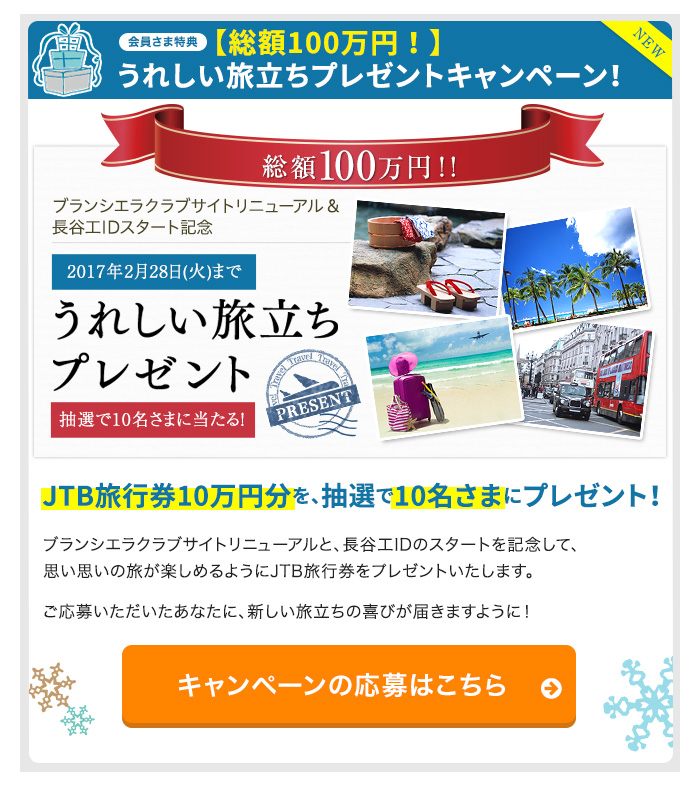 会員さま特典
【総額100万円！】
うれしい旅立ちプレゼントキャンペーン！
NEW
総額100万円!!
ブランシエラクラブサイトリニューアル＆
長谷工IDスタート記念
2017年2月28日(火)まで
うれしい旅立ち
プレゼント
Travel Travel Travel Travel
PRESENT
抽選で10名さまに当たる!
JTB旅行券10万円分を、抽選で10名さまにプレゼント！
ブランシエラクラブサイトリニューアルと、長谷工IDのスタートを記念して、
思い思いの旅が楽しめるようにJTB旅行券をプレゼントいたします。
ご応募いただいたあなたに、新しい旅立ちの喜びが届きますように！
キャンペーンの応募はこちら